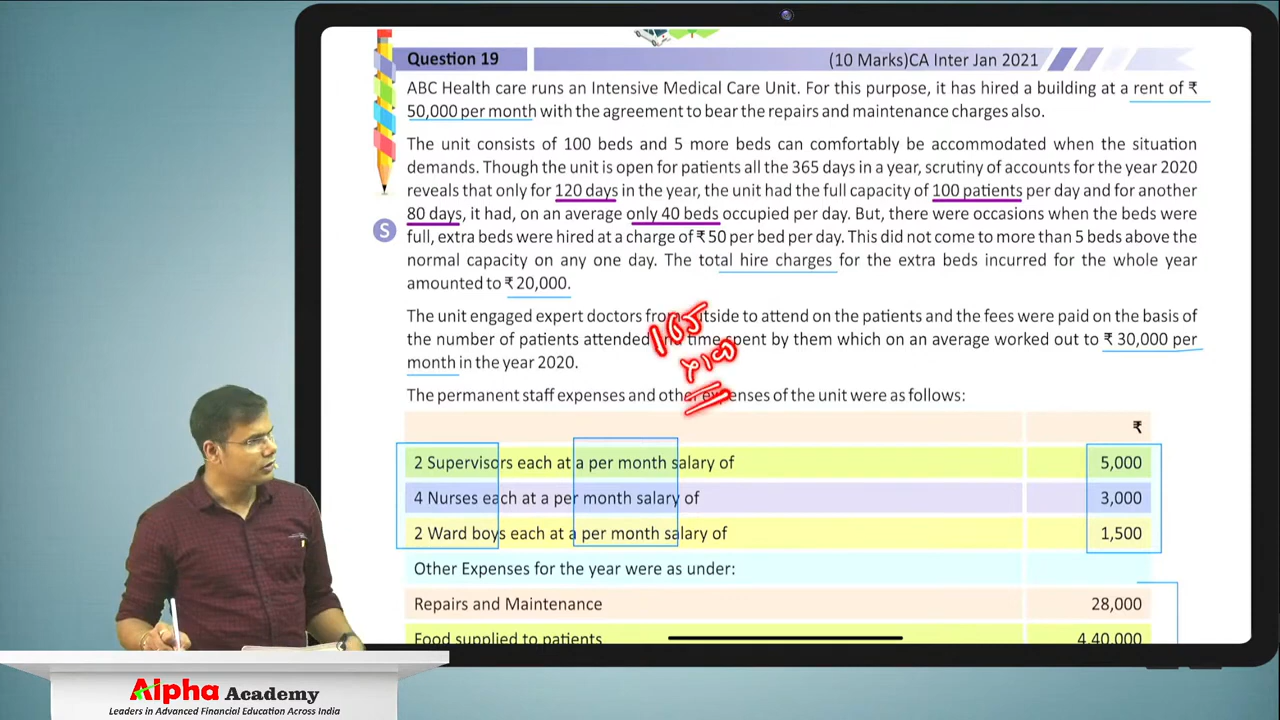 Question 19
(10 Marks)CA Inter Jan 2021
ABC Health care runs an Intensive Medical Care Unit. For this purpose, it has hired a building at a rent of ₹
50,000 per month with the agreement to bear the repairs and maintenance charges also.
The unit consists of 100 beds and 5 more beds can comfortably be accommodated when the situation
demands. Though the unit is open for patients all the 365 days in a year, scrutiny of accounts for the year 2020
reveals that only for 120 days in the year, the unit had the full capacity of 100 patients per day and for another
80 days, it had, on an average only 40 beds occupied per day. But, there were occasions when the beds were
S
full, extra beds were hired at a charge of ₹ 50 per bed per day. This did not come to more than 5 beds above the
normal capacity on any one day. The total hire charges for the extra beds incurred for the whole year
amounted to ₹ 20,000.
The unit engaged expert doctors from outside to attend on the patients and the fees were paid on the basis of
165
the number of patients attended and time spent by them which on an average worked out to ₹ 30,000 per
month in the year 2020.
The permanent staff expenses and other expenses of the unit were as follows:
₹
2 Supervisors each at a per month salary of 5,000
4 Nurses each at a per month salary of 3,000
2 Ward boys each at a per month salary of 1,500
Other Expenses for the year were as under:
Repairs and Maintenance 28,000
Food supplied to patients 4,40,000
Alpha Academy
Leaders in Advanced Financial Education Across India